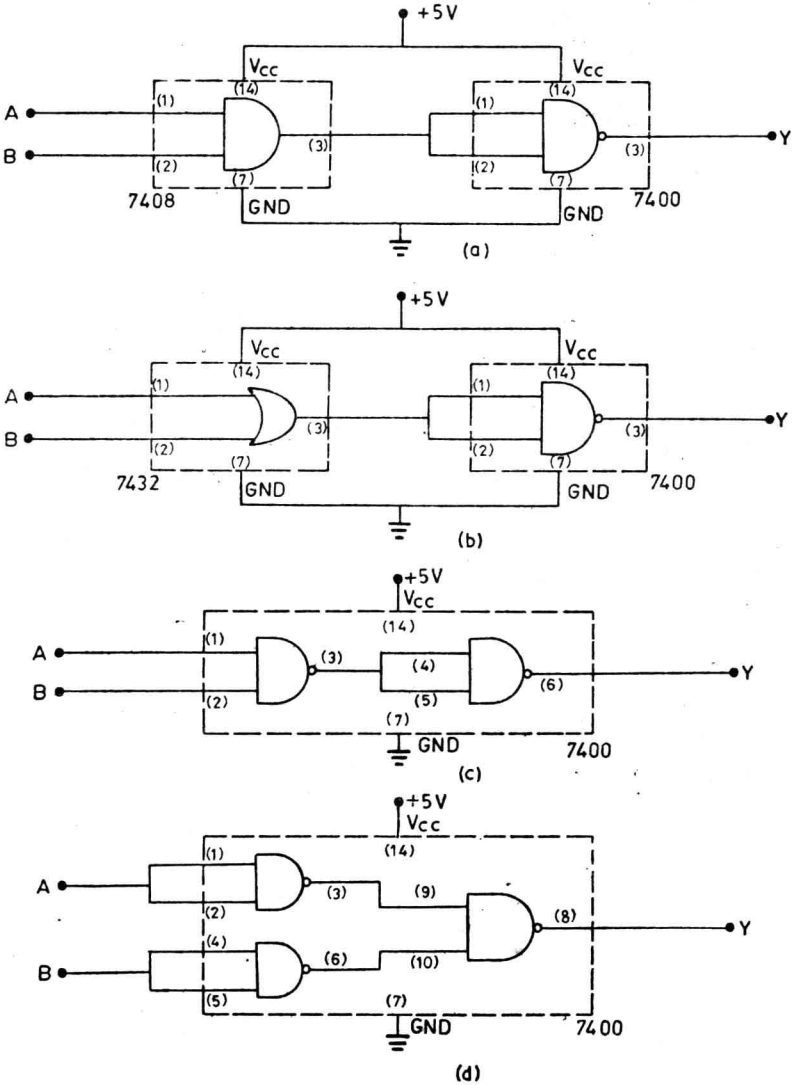 +5V
Vcc Vcc
(14) (14)
A (1) (1)
(3) (3) Y
B (2) (2)
(7) (7)
7408 GND GND 7400
(a)
+5V
Vcc Vcc
(14) (14)
A (1) (1)
(3) (3) Y
B (2) (2)
(7) (7)
7432 GND GND 7400
(b)
+5V
Vcc
(14)
A (1) (3) (4)
(6) Y
B (2) (5)
(7)
GND 7400
(c)
+5V
Vcc
(14)
A (1) (3) (9)
(2) (8) Y
(4)
B (6) (10)
(5) (7)
GND 7400
(d)